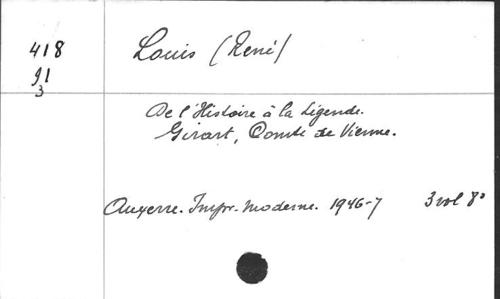 418
91
3
Louis (René)
De l'Histoire à la Légende.
Girart, Comte de Vienne.
Auxerre. Impr. Moderne. 1946-7 3 vol 8°